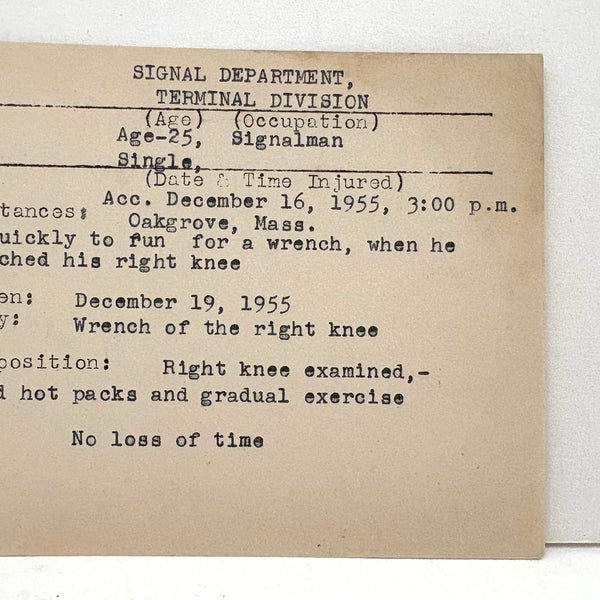 SIGNAL DEPARTMENT,
TERMINAL DIVISION
(Age) (Occupation)
Age-25, Signalman
Single,
(Date & Time Injured)
Acc. December 16, 1955, 3:00 p.m.
tances: Oakgrove, Mass.
uickly to run for a wrench, when he
ched his right knee
en: December 19, 1955
y: Wrench of the right knee
position: Right knee examined,-
d hot packs and gradual exercise
No loss of time